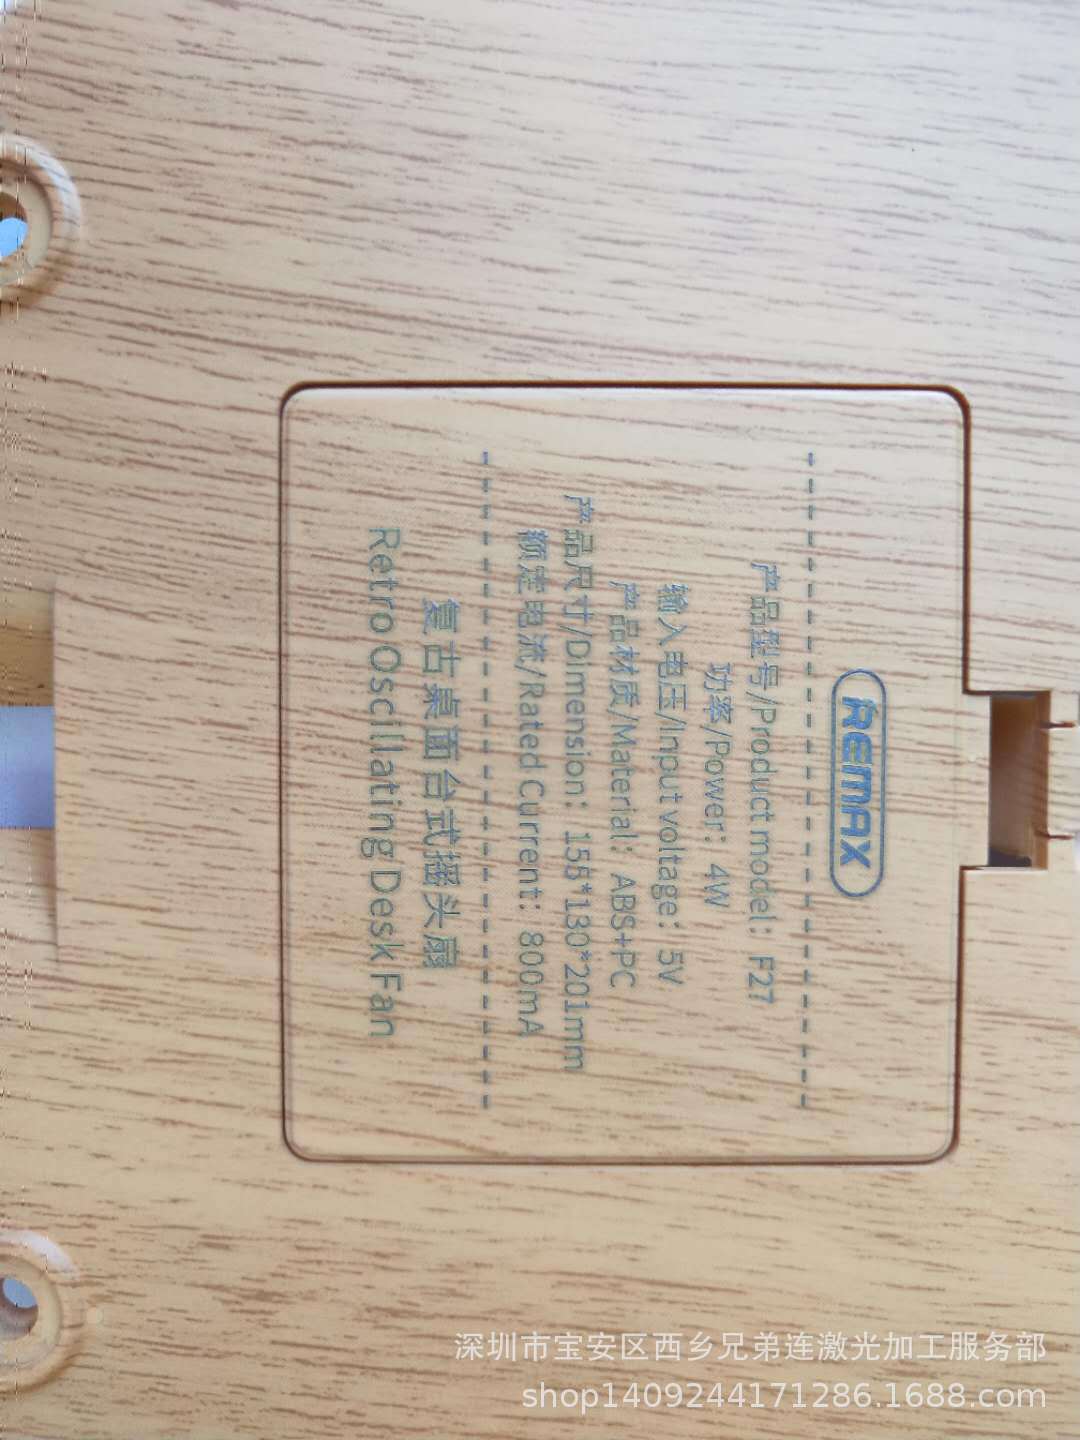 REMAX
产品型号/Product model：F27
功率/Power：4W
输入电压/Input voltage：5V
产品材质/Material：ABS+PC
产品尺寸/Dimension：155*130*201mm
额定电流/Rated Current：800mA
复古桌面台式摇头扇
Retro Oscillating Desk Fan
深圳市宝安区西乡兄弟连激光加工服务部
shop1409244171286.1688.com